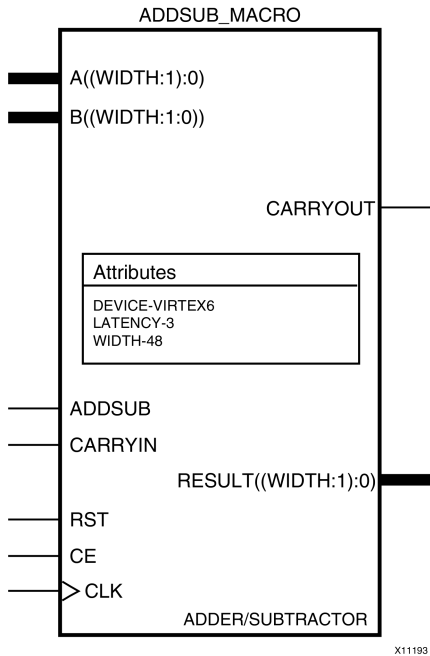 ADDSUB_MACRO
A((WIDTH:1):0)
B((WIDTH:1:0))
CARRYOUT
Attributes
DEVICE-VIRTEX6
LATENCY-3
WIDTH-48
ADDSUB
CARRYIN
RESULT((WIDTH:1):0)
RST
CE
CLK
ADDER/SUBTRACTOR
X11193